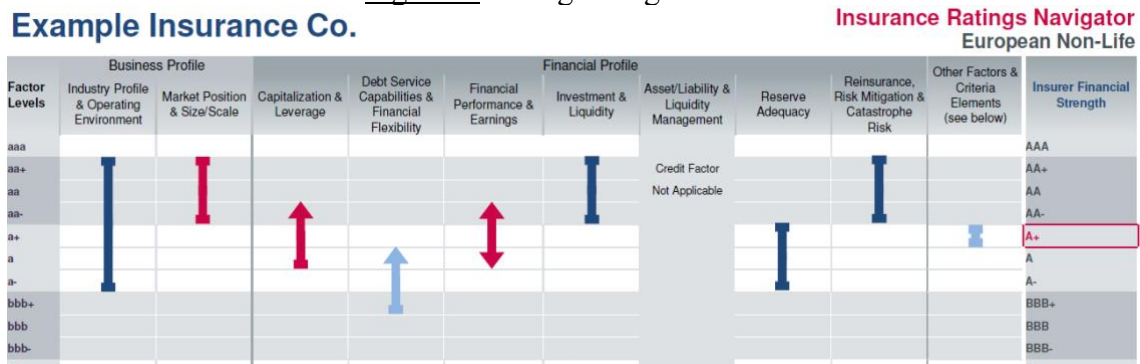 Example Insurance Co.
Insurance Ratings Navigator
European Non-Life
Business Profile
Financial Profile
Factor
Levels
Industry Profile
& Operating
Environment
Market Position
& Size/Scale
Capitalization &
Leverage
Debt Service
Capabilities &
Financial
Flexibility
Financial
Performance &
Earnings
Investment &
Liquidity
Asset/Liability &
Liquidity
Management
Reserve
Adequacy
Reinsurance,
Risk Mitigation &
Catastrophe
Risk
Other Factors &
Criteria
Elements
(see below)
Insurer Financial
Strength
aaa AAA
aa+ Credit Factor AA+
aa Not Applicable AA
aa- AA-
a+ A+
a A
a- A-
bbb+ BBB+
bbb BBB
bbb- BBB-